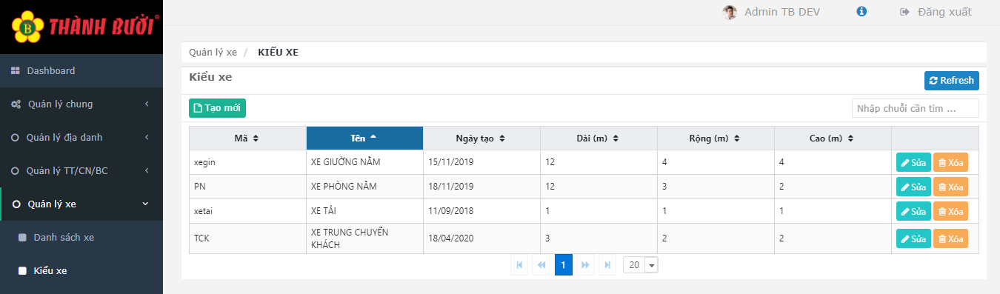 THÀNH BƯỞI®
Admin TB DEV
Đăng xuất
Dashboard
Quản lý chung
Quản lý địa danh
Quản lý TT/CN/BC
Quản lý xe
Danh sách xe
Kiểu xe
Quản lý xe / KIỂU XE
Kiểu xe
Refresh
Tạo mới
Nhập chuỗi cần tìm ...
Mã Tên Ngày tạo Dài (m) Rộng (m) Cao (m)
xegin XE GIƯỜNG NẰM 15/11/2019 12 4 4 Sửa Xóa
PN XE PHÒNG NẰM 18/11/2019 12 3 2 Sửa Xóa
xetai XE TẢI 11/09/2018 1 1 1 Sửa Xóa
TCK XE TRUNG CHUYỂN KHÁCH 18/04/2020 3 2 2 Sửa Xóa
1 20